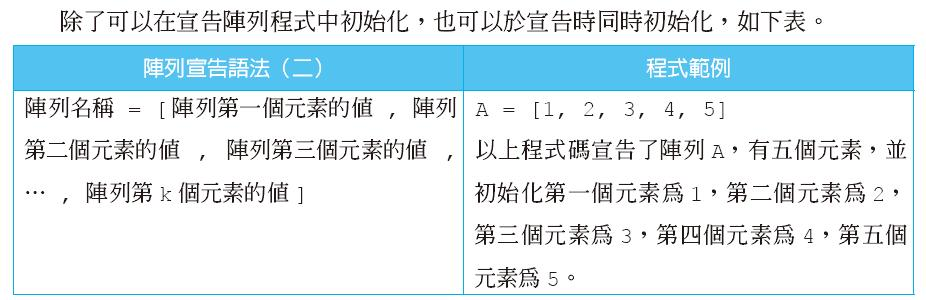 除了可以在宣告陣列程式中初始化，也可以於宣告時同時初始化，如下表。
陣列宣告語法（二）
程式範例
陣列名稱 = [陣列第一個元素的值 , 陣列
第二個元素的值 , 陣列第三個元素的值 ,
… , 陣列第 k 個元素的值]
A = [1, 2, 3, 4, 5]
以上程式碼宣告了陣列 A，有五個元素，並
初始化第一個元素為 1，第二個元素為 2，
第三個元素為 3，第四個元素為 4，第五個
元素為 5。